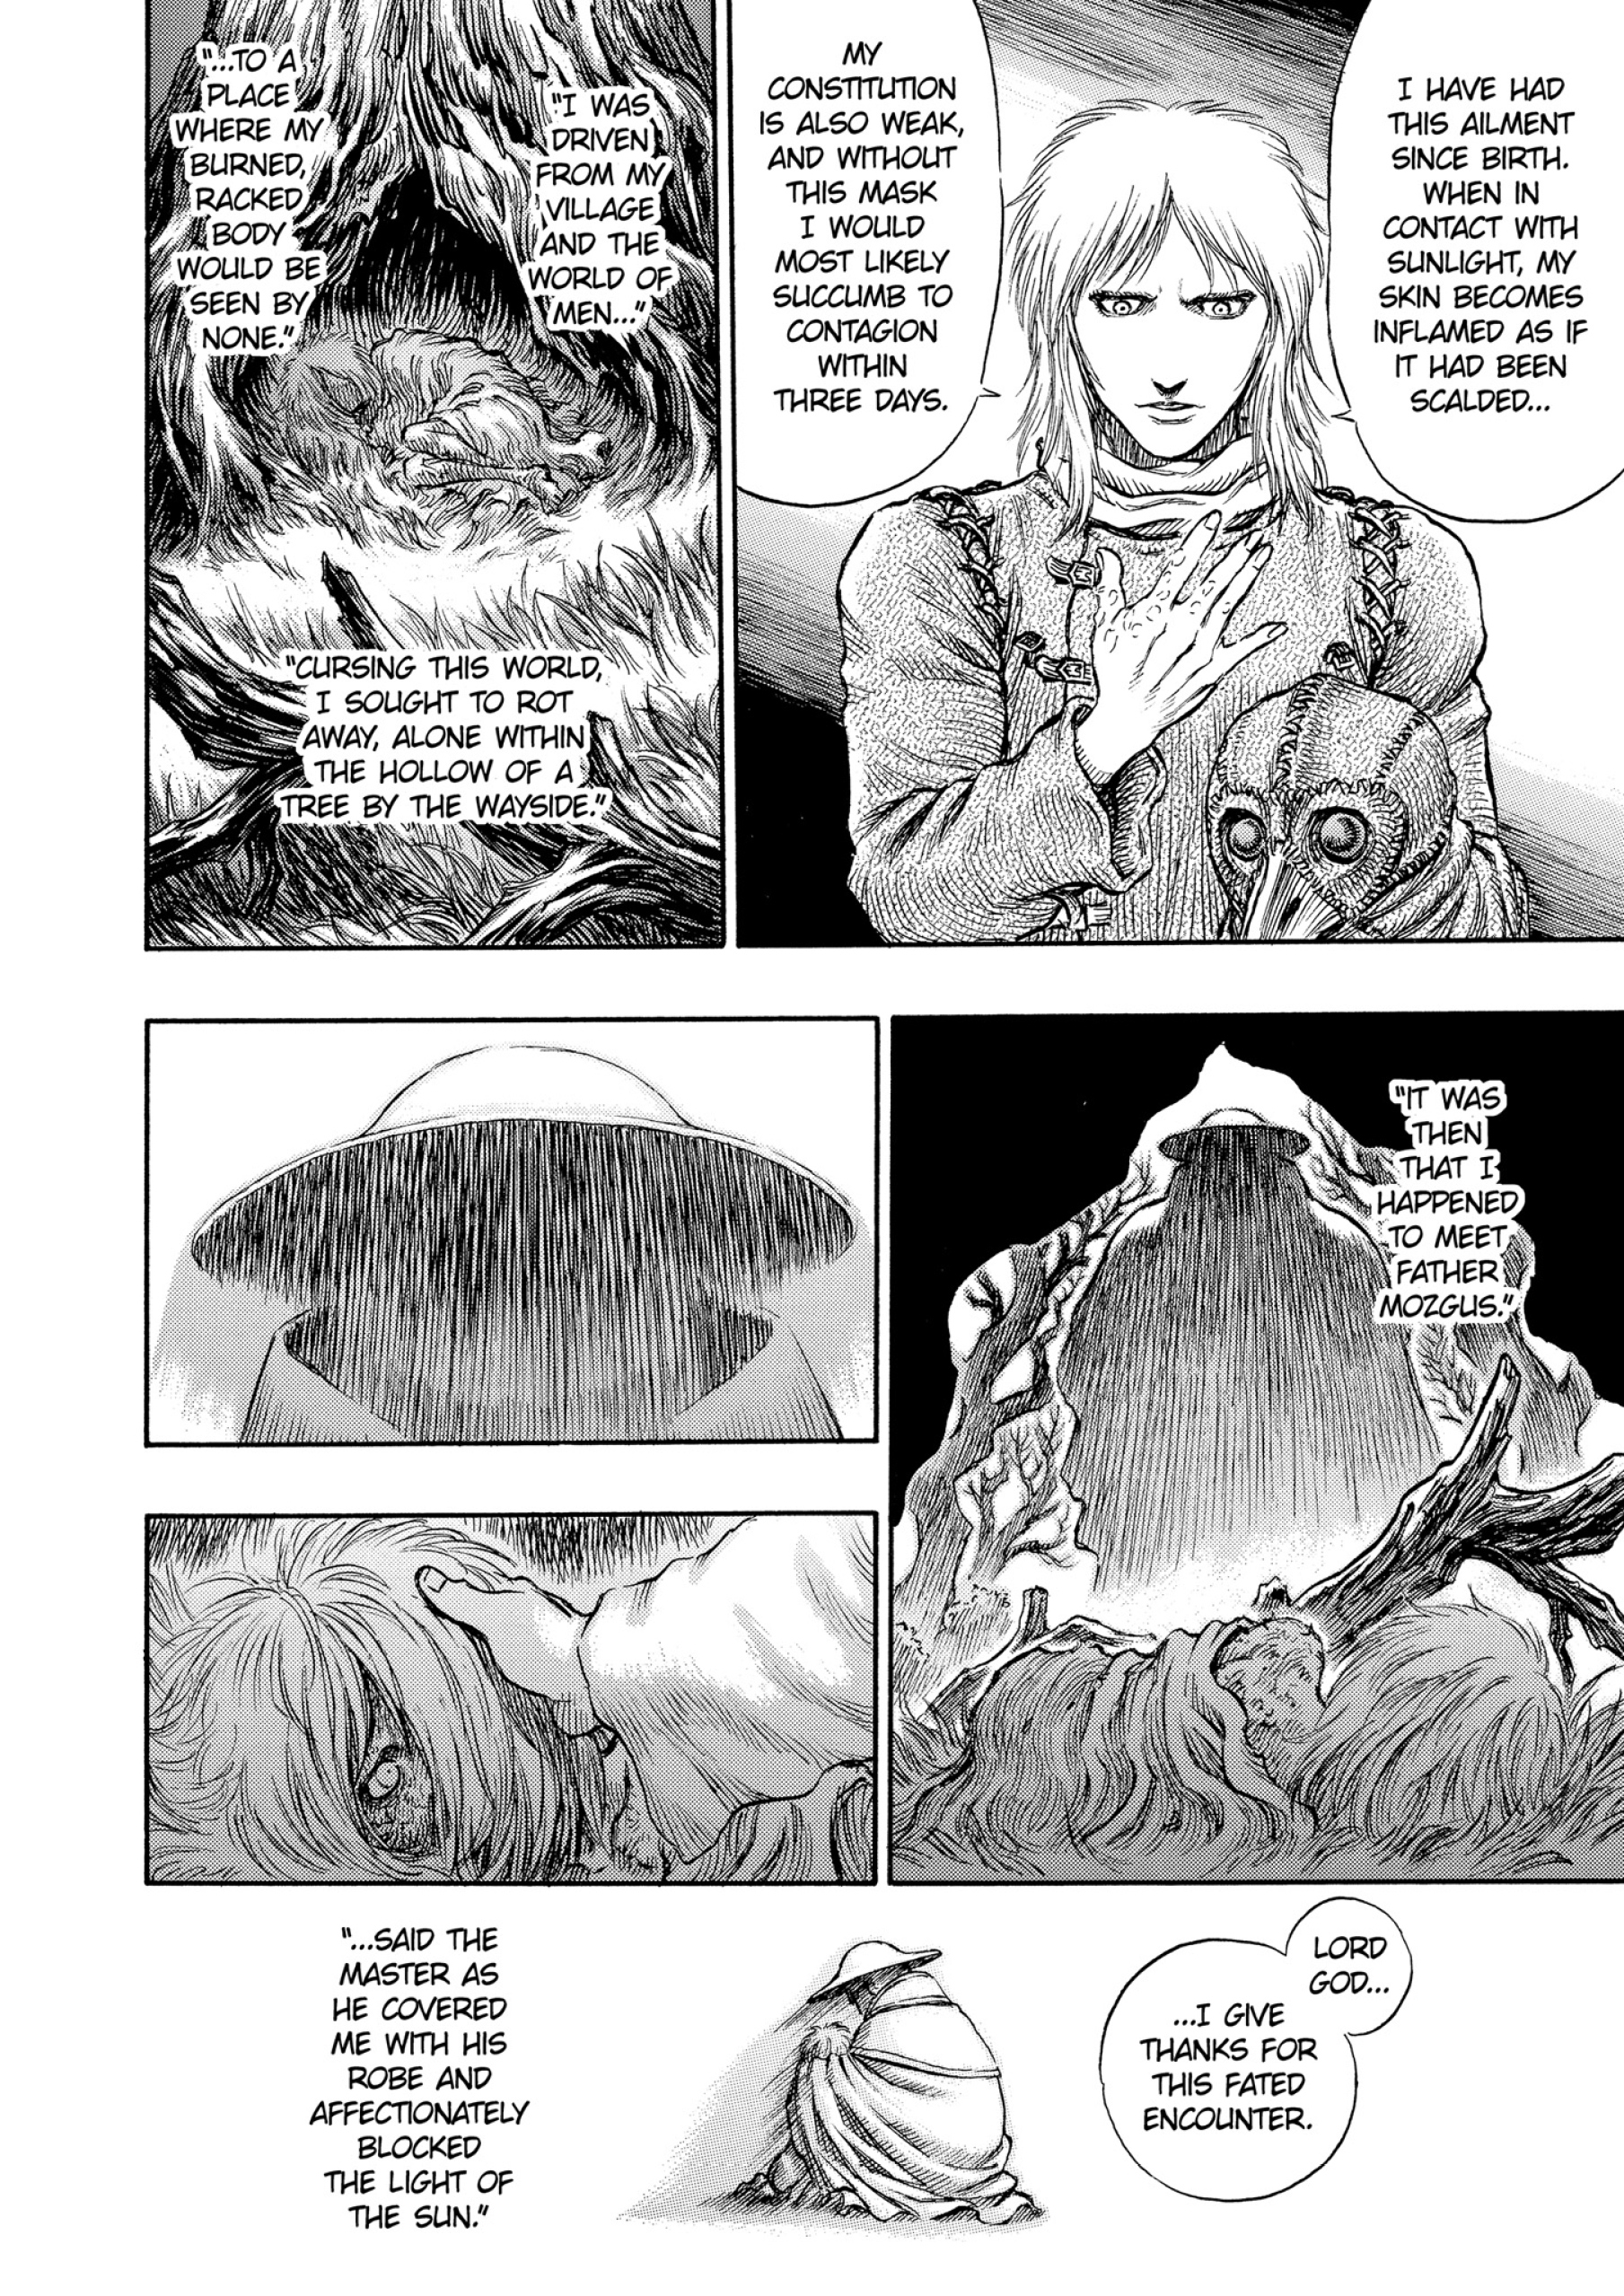 I HAVE HAD
THIS AILMENT
SINCE BIRTH.
WHEN IN
CONTACT WITH
SUNLIGHT, MY
SKIN BECOMES
INFLAMED AS IF
IT HAD BEEN
SCALDED...
MY
CONSTITUTION
IS ALSO WEAK,
AND WITHOUT
THIS MASK
I WOULD
MOST LIKELY
SUCCUMB TO
CONTAGION
WITHIN
THREE DAYS.
"I WAS
DRIVEN
FROM MY
VILLAGE
AND THE
WORLD OF
MEN..."
"...TO A
PLACE
WHERE MY
BURNED,
RACKED
BODY
WOULD BE
SEEN BY
NONE."
"CURSING THIS WORLD,
I SOUGHT TO ROT
AWAY, ALONE WITHIN
THE HOLLOW OF A
TREE BY THE WAYSIDE."
"IT WAS
THEN
THAT I
HAPPENED
TO MEET
FATHER
MOZGUS."
LORD
GOD...
...I GIVE
THANKS FOR
THIS FATED
ENCOUNTER.
"...SAID THE
MASTER AS
HE COVERED
ME WITH HIS
ROBE AND
AFFECTIONATELY
BLOCKED
THE LIGHT OF
THE SUN."